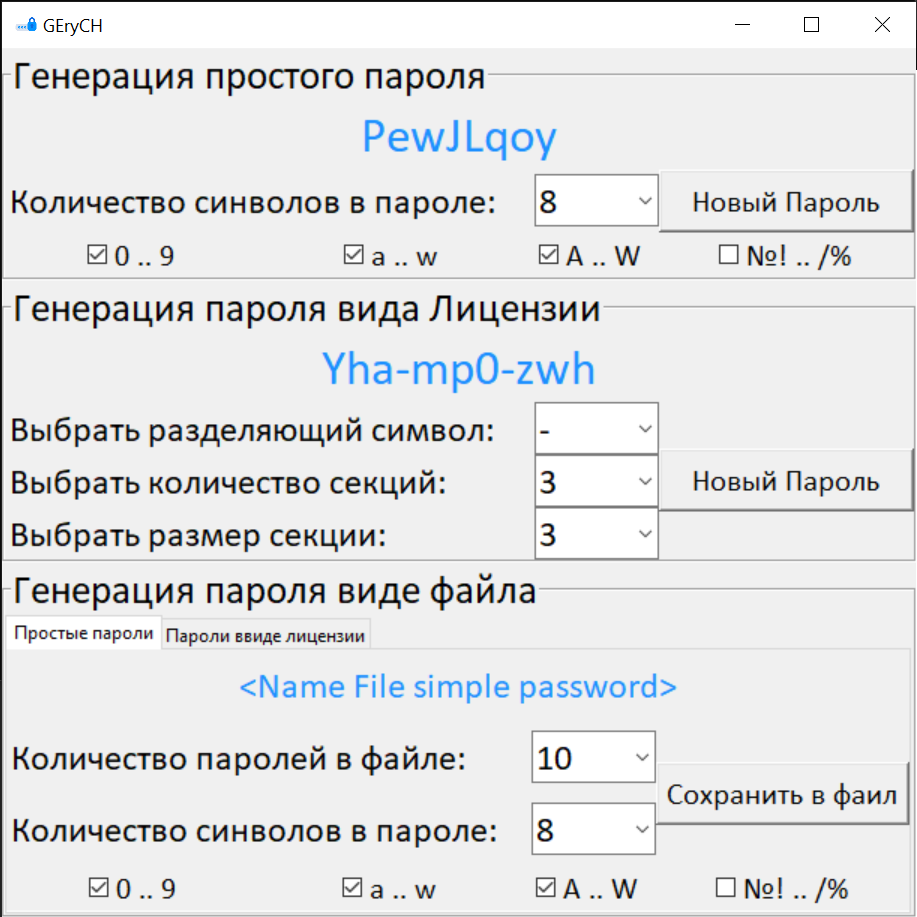 GEryCH
Генерация простого пароля
PewJLqoy
Количество синволов в пароле: 8 Новый Пароль
0 .. 9 a .. w A .. W №! .. /%
Генерация пароля вида Лицензии
Yha-mp0-zwh
Выбрать разделяющий символ: -
Выбрать количество секций: 3 Новый Пароль
Выбрать размер секции: 3
Генерация пароля виде файла
Простые пароли Пароли ввиде лицензии
<Name File simple password>
Количество паролей в файле: 10
Сохранить в фаил
Количество синволов в пароле: 8
0 .. 9 a .. w A .. W №! .. /%